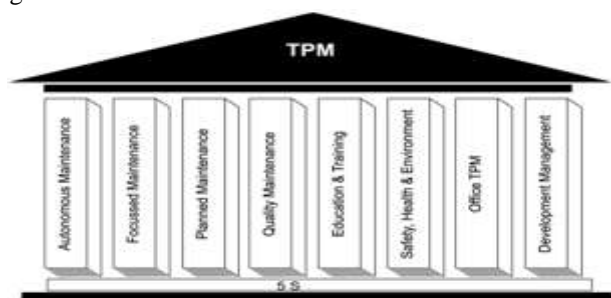 g
TPM
Autonomous Maintenance
Focussed Maintenance
Planned Maintenance
Quality Maintenance
Education & Training
Safety, Health & Environment
Office TPM
Development Management
5 S